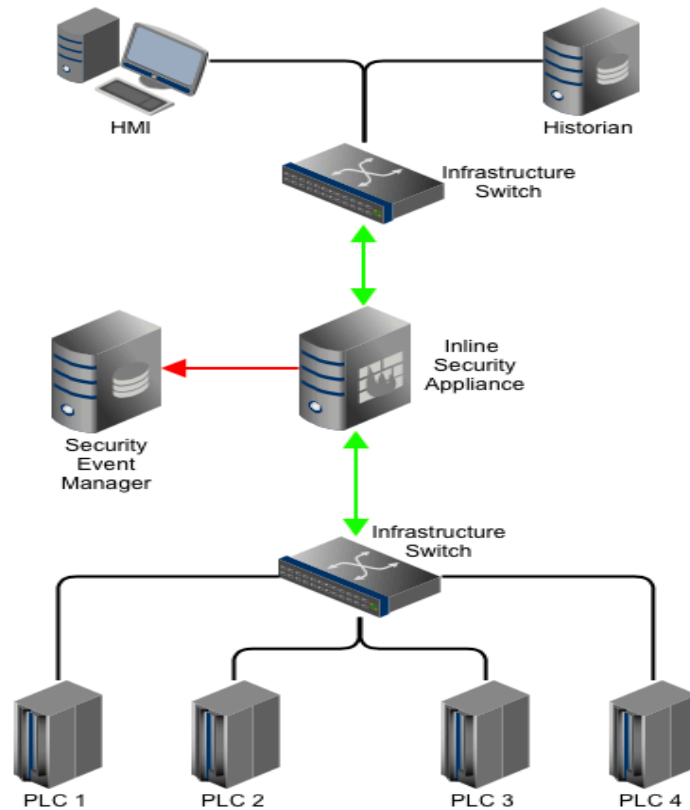 HMI
Historian
Infrastructure
Switch
Inline
Security
Appliance
Security
Event
Manager
Infrastructure
Switch
PLC 1
PLC 2
PLC 3
PLC 4